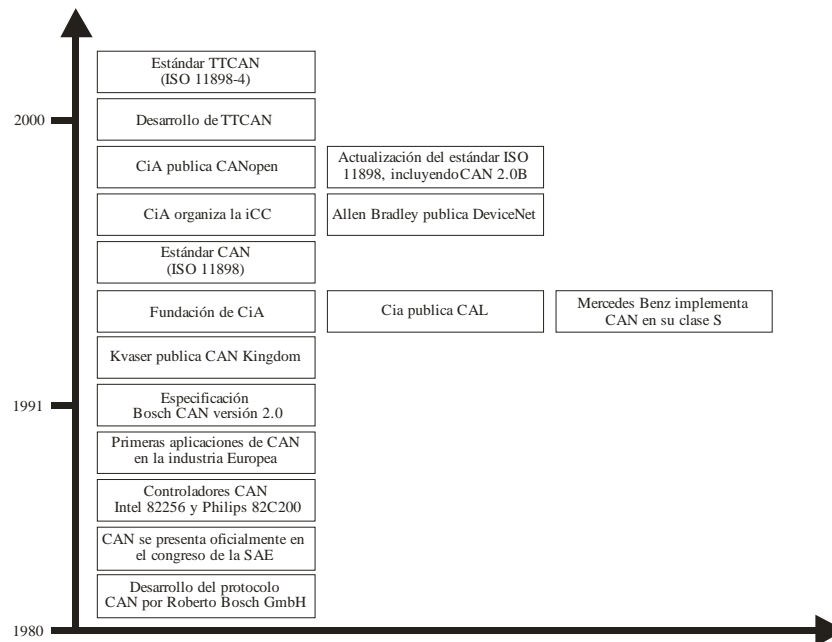 Estándar TTCAN
(ISO 11898-4)
2000
Desarrollo de TTCAN
CiA publica CANopen
Actualización del estándar ISO
11898, incluyendo CAN 2.0B
CiA organiza la iCC
Allen Bradley publica DeviceNet
Estándar CAN
(ISO 11898)
Fundación de CiA
Cia publica CAL
Mercedes Benz implementa
CAN en su clase S
Kvaser publica CAN Kingdom
1991
Especificación
Bosch CAN versión 2.0
Primeras aplicaciones de CAN
en la industria Europea
Controladores CAN
Intel 82256 y Philips 82C200
CAN se presenta oficialmente en
el congreso de la SAE
Desarrollo del protocolo
CAN por Roberto Bosch GmbH
1980